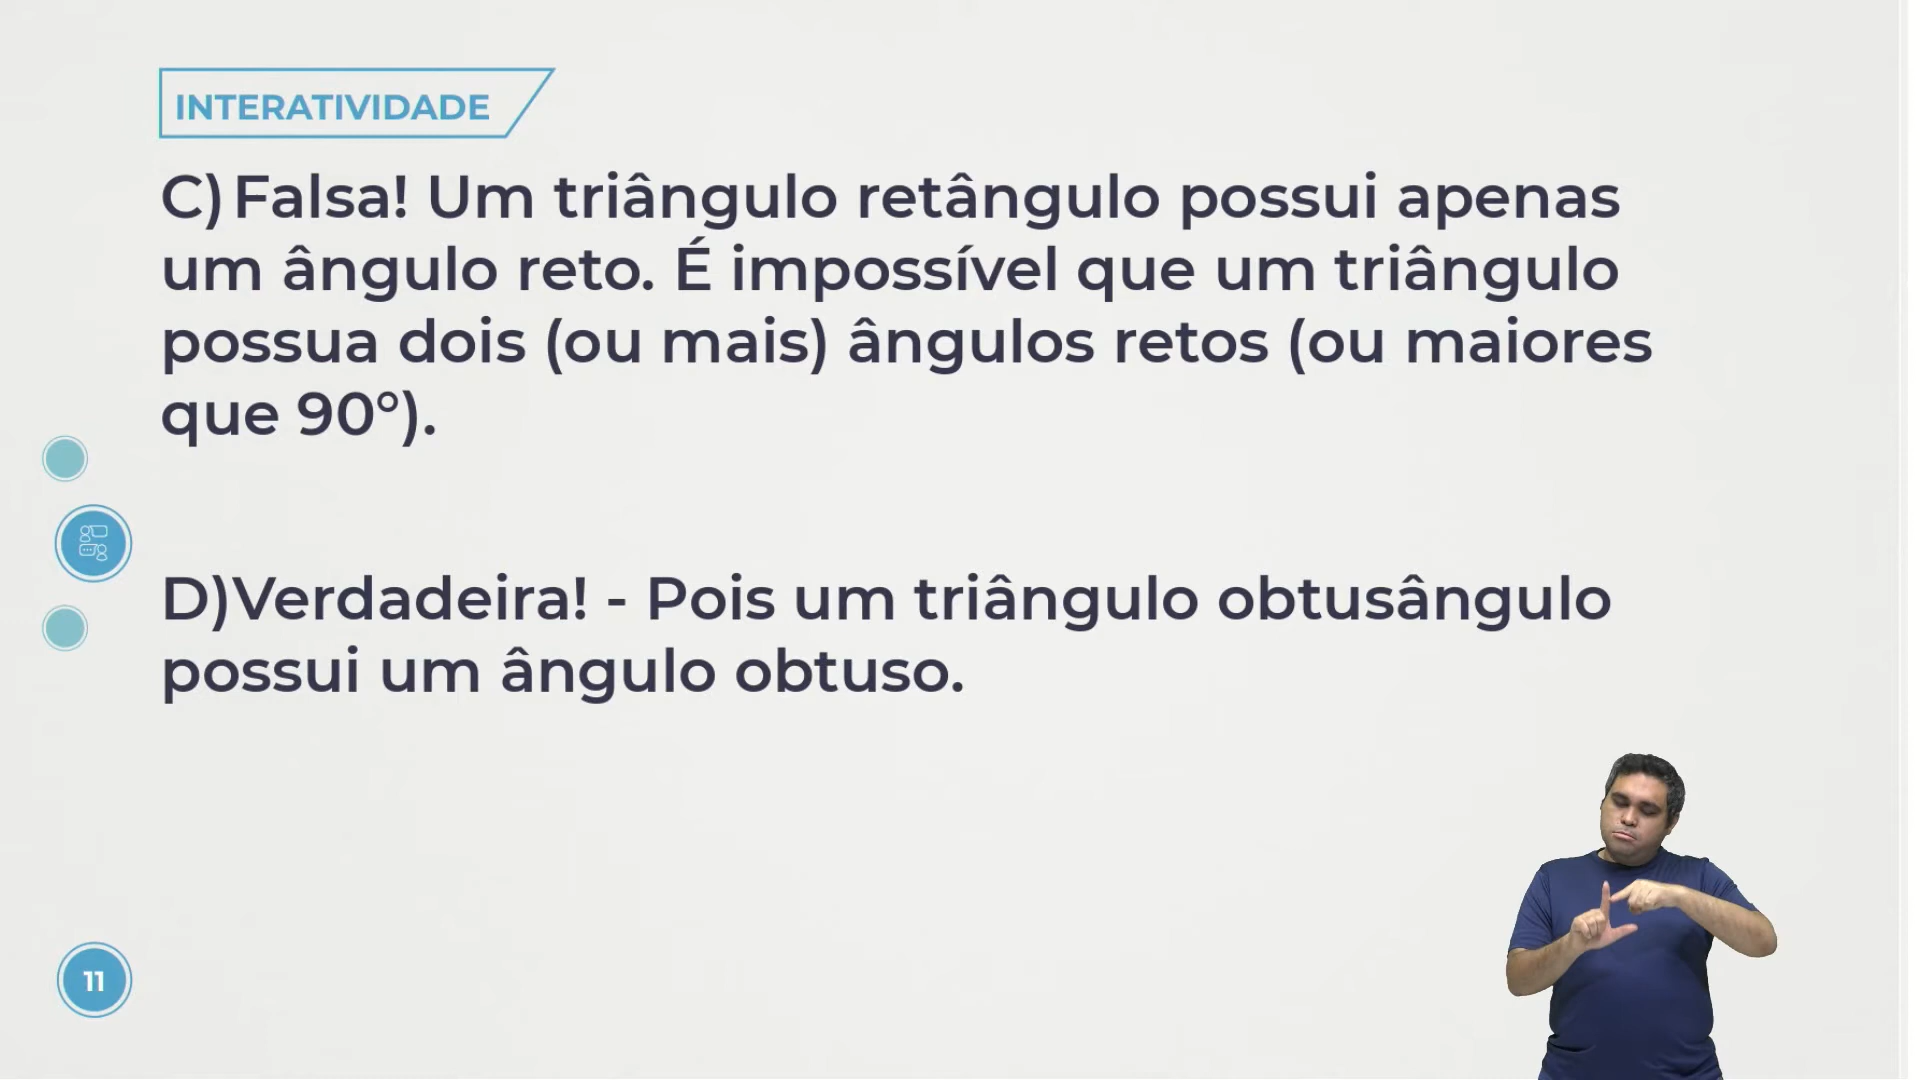 INTERATIVIDADE
C) Falsa! Um triângulo retângulo possui apenas
um ângulo reto. É impossível que um triângulo
possua dois (ou mais) ângulos retos (ou maiores
que 90°).
D)Verdadeira! - Pois um triângulo obtusângulo
possui um ângulo obtuso.
11